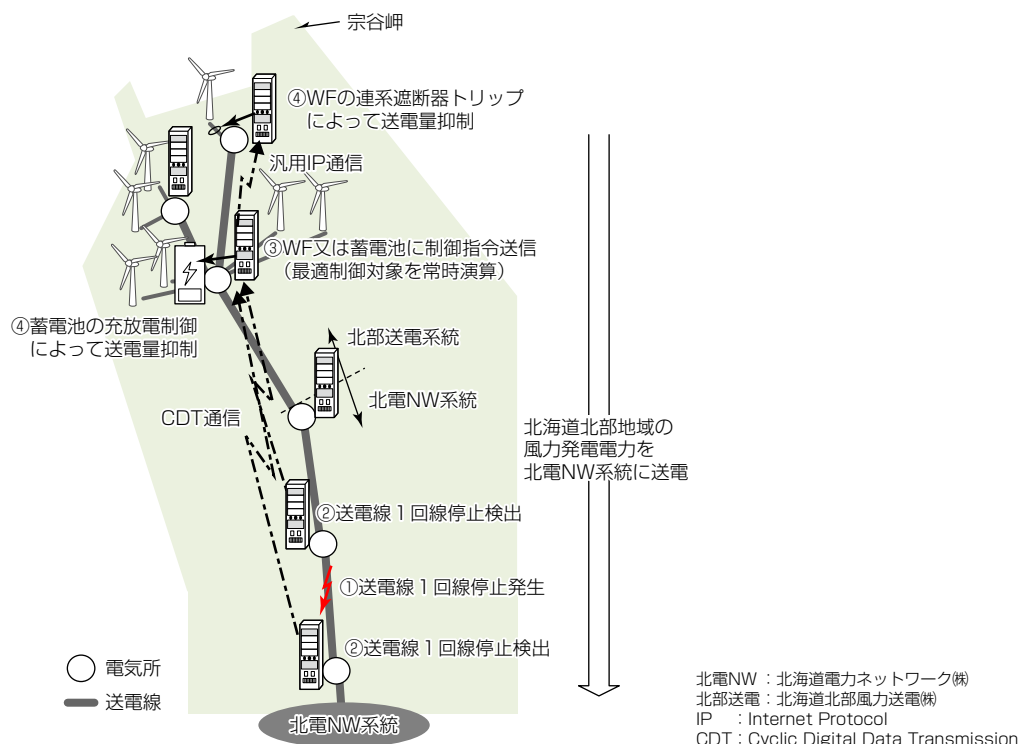 宗谷岬
④WFの連系遮断器トリップ
によって送電量抑制
汎用IP通信
③WF又は蓄電池に制御指令送信
（最適制御対象を常時演算）
④蓄電池の充放電制御
によって送電量抑制
北部送電系統
北電NW系統
CDT通信
北海道北部地域の
風力発電電力を
北電NW系統に送電
②送電線１回線停止検出
①送電線１回線停止発生
②送電線１回線停止検出
電気所
送電線
北電NW系統
北電NW：北海道電力ネットワーク㈱
北部送電：北海道北部風力送電㈱
IP ：Internet Protocol
CDT：Cyclic Digital Data Transmission